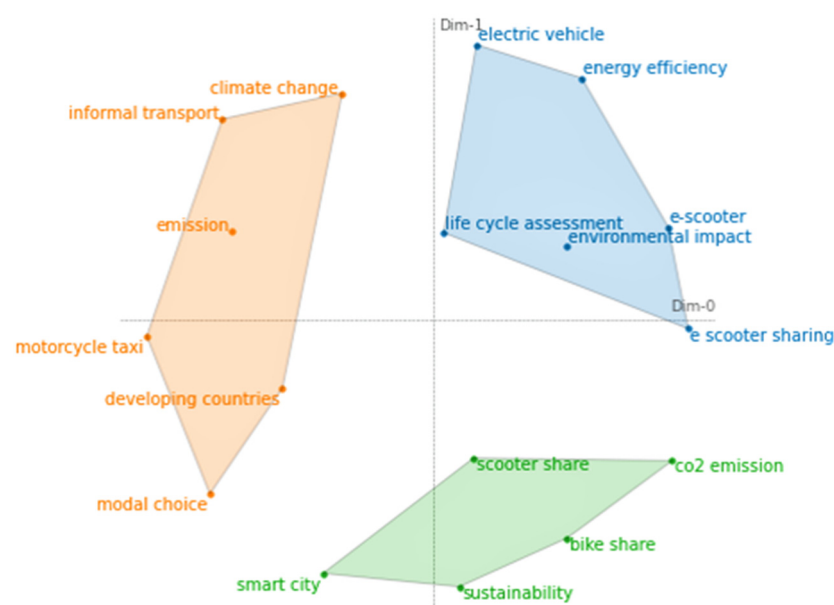 Dim-1
electric vehicle
energy efficiency
climate change
informal transport
emission
e-scooter
life cycle assessment
environmental impact
Dim-0
e scooter sharing
motorcycle taxi
developing countries
scooter share
co2 emission
modal choice
bike share
smart city
sustainability